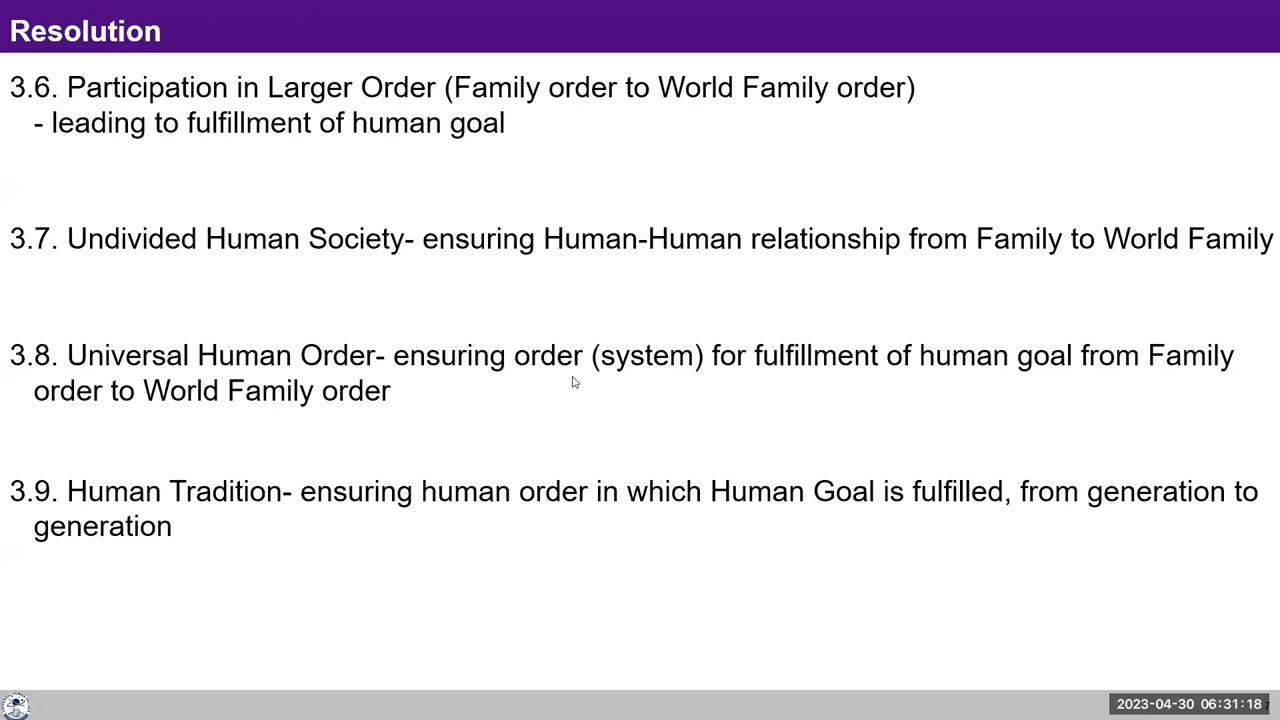 Resolution
3.6. Participation in Larger Order (Family order to World Family order)
- leading to fulfillment of human goal
3.7. Undivided Human Society- ensuring Human-Human relationship from Family to World Family
3.8. Universal Human Order- ensuring order (system) for fulfillment of human goal from Family
order to World Family order
3.9. Human Tradition- ensuring human order in which Human Goal is fulfilled, from generation to
generation
2023-04-30 06:31:18
7